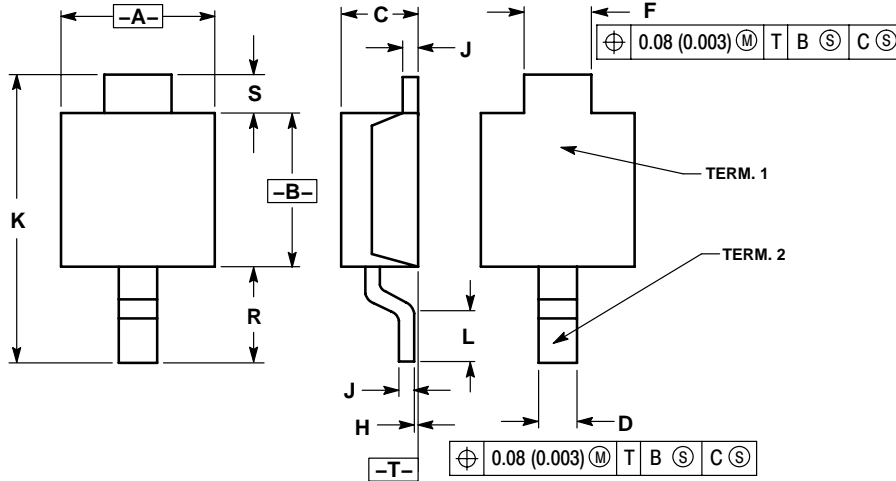 –A–
C
F
⌖ 0.08 (0.003) Ⓜ T B Ⓢ C Ⓢ
J
S
–B–
TERM. 1
K
TERM. 2
R
L
J
D
H
⌖ 0.08 (0.003) Ⓜ T B Ⓢ C Ⓢ
–T–